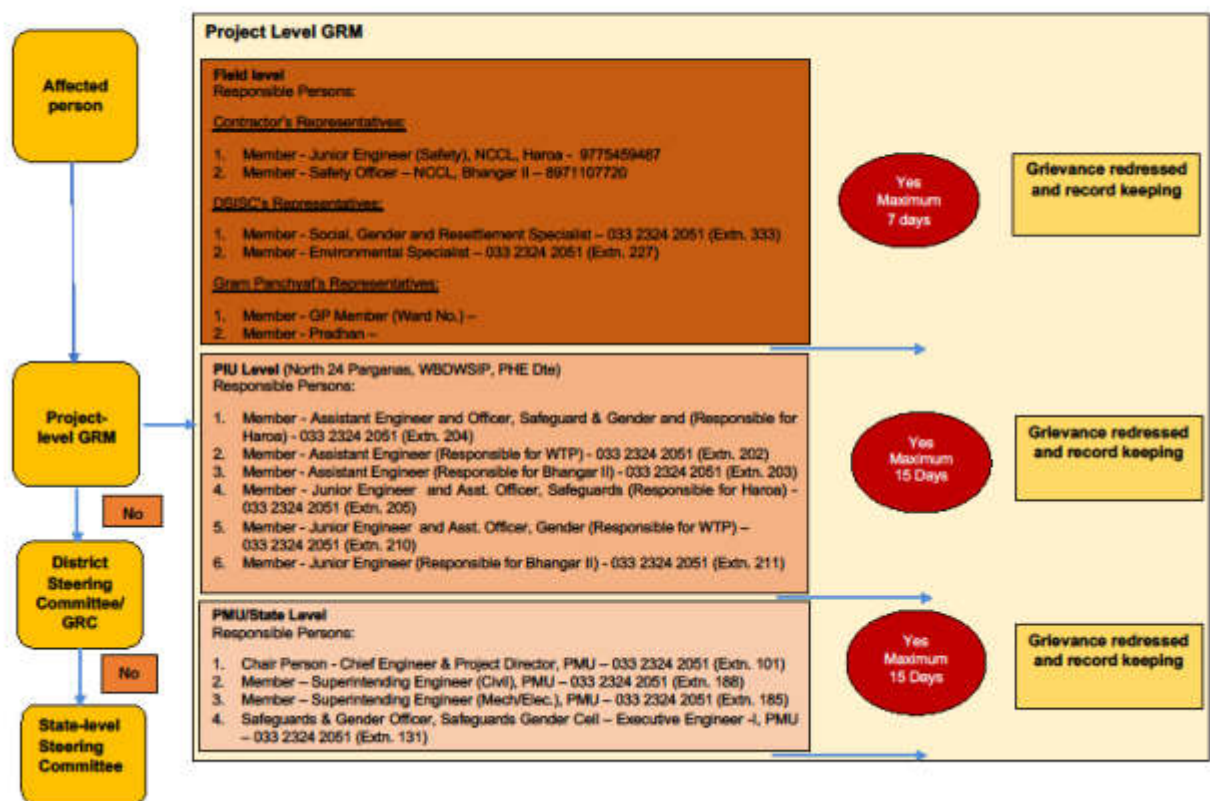 Affected
person
Project-
level GRM
No
District
Steering
Committee/
GRC
No
State-level
Steering
Committee
Project Level GRM
Field level
Responsible Persons:
Contractor's Representatives:
1. Member - Junior Engineer (Safety), NCCL, Haroa - 9775459487
2. Member - Safety Officer – NCCL, Bhangar II – 8971107720
DSISC's Representatives:
1. Member - Social, Gender and Resettlement Specialist – 033 2324 2051 (Extn. 333)
2. Member - Environmental Specialist – 033 2324 2051 (Extn. 227)
Gram Panchyat's Representatives:
1. Member - GP Member (Ward No.) –
2. Member - Pradhan –
Yes
Maximum
7 days
Grievance redressed
and record keeping
PIU Level (North 24 Parganas, WBDWSIP, PHE Dte)
Responsible Persons:
1. Member - Assistant Engineer and Officer, Safeguard & Gender and (Responsible for
Haroa) - 033 2324 2051 (Extn. 204)
2. Member - Assistant Engineer (Responsible for WTP) - 033 2324 2051 (Extn. 202)
3. Member - Assistant Engineer (Responsible for Bhangar II) - 033 2324 2051 (Extn. 203)
4. Member - Junior Engineer and Asst. Officer, Safeguards (Responsible for Haroa) -
033 2324 2051 (Extn. 205)
5. Member - Junior Engineer and Asst. Officer, Gender (Responsible for WTP) –
033 2324 2051 (Extn. 210)
6. Member - Junior Engineer (Responsible for Bhangar II) - 033 2324 2051 (Extn. 211)
Yes
Maximum
15 Days
Grievance redressed
and record keeping
PMU/State Level
Responsible Persons:
1. Chair Person - Chief Engineer & Project Director, PMU – 033 2324 2051 (Extn. 101)
2. Member – Superintending Engineer (Civil), PMU – 033 2324 2051 (Extn. 188)
3. Member – Superintending Engineer (Mech/Elec.), PMU – 033 2324 2051 (Extn. 185)
4. Safeguards & Gender Officer, Safeguards Gender Cell – Executive Engineer -I, PMU
– 033 2324 2051 (Extn. 131)
Yes
Maximum
15 Days
Grievance redressed
and record keeping